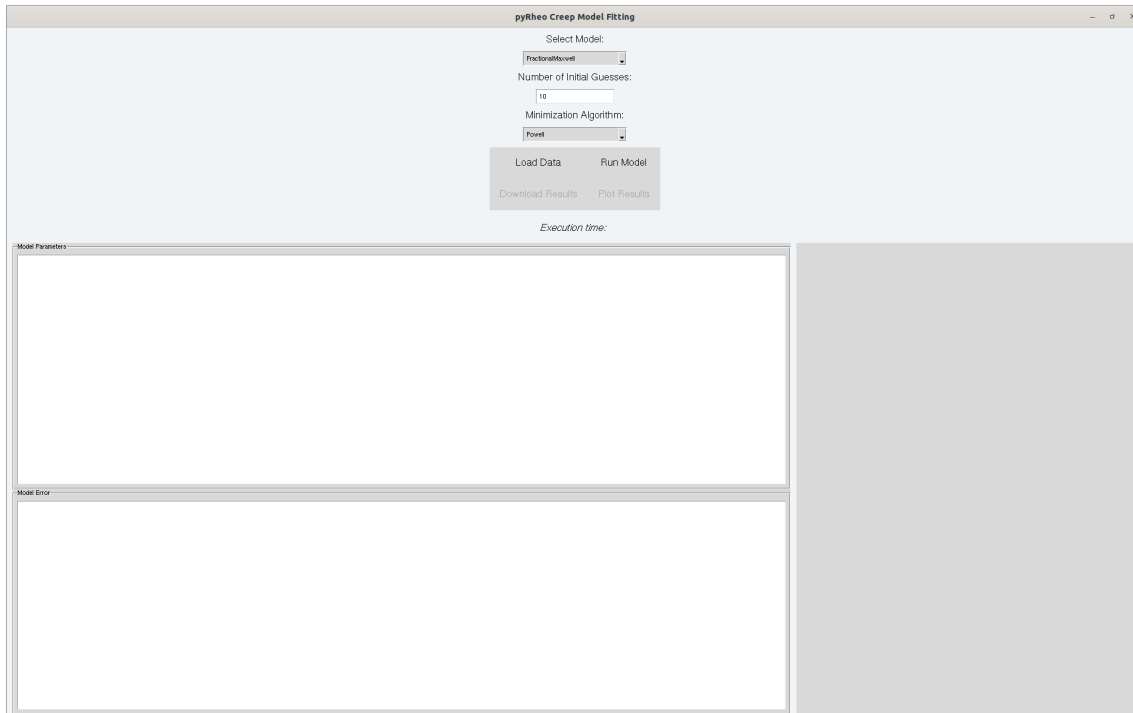 pyRheo Creep Model Fitting
Select Model:
FractionalMaxwell
Number of Initial Guesses:
10
Minimization Algorithm:
Powell
Load Data Run Model
Download Results Plot Results
Execution time:
Model Parameters
Model Error